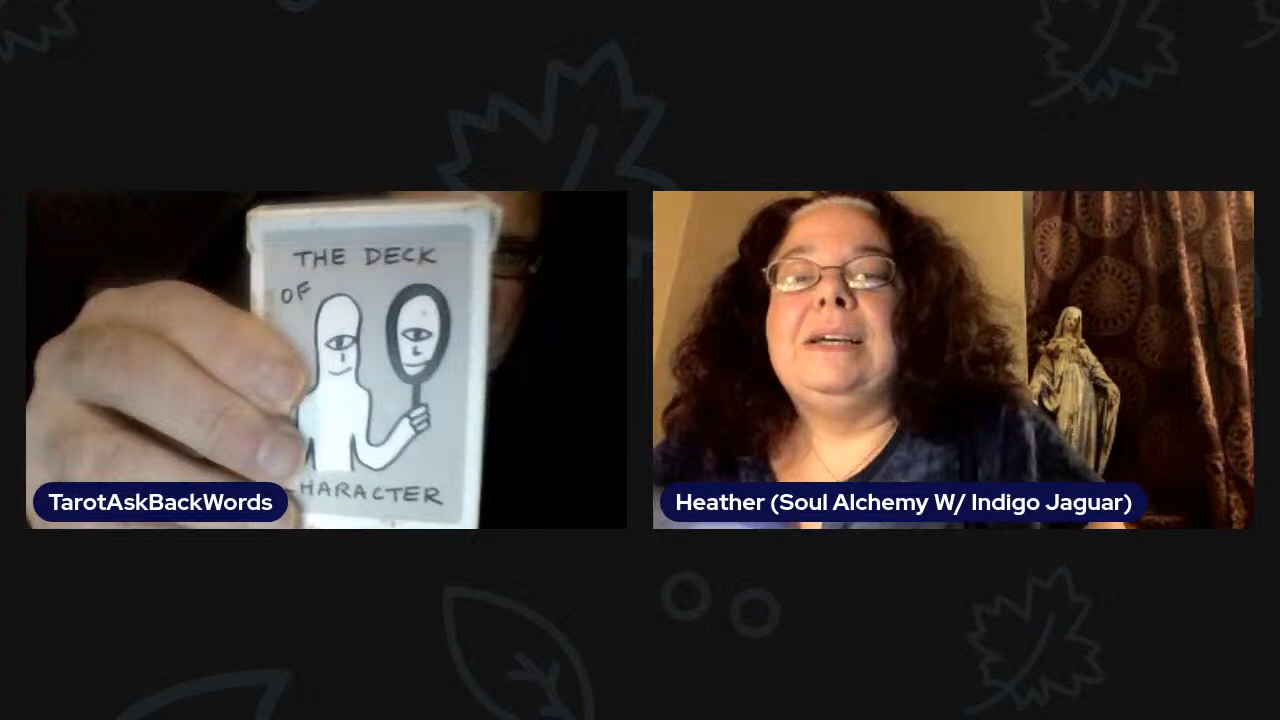 THE DECK
OF
HARACTER
TarotAskBackWords
Heather (Soul Alchemy W/ Indigo Jaguar)